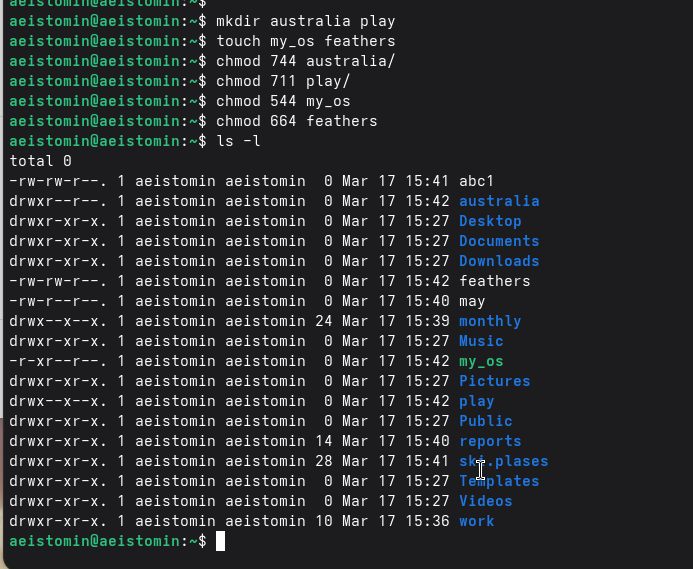 aeistomin@aeistomin:~$
aeistomin@aeistomin:~$ mkdir australia play
aeistomin@aeistomin:~$ touch my_os feathers
aeistomin@aeistomin:~$ chmod 744 australia/
aeistomin@aeistomin:~$ chmod 711 play/
aeistomin@aeistomin:~$ chmod 544 my_os
aeistomin@aeistomin:~$ chmod 664 feathers
aeistomin@aeistomin:~$ ls -l
total 0
-rw-rw-r--. 1 aeistomin aeistomin  0 Mar 17 15:41 abc1
drwxr--r--. 1 aeistomin aeistomin  0 Mar 17 15:42 australia
drwxr-xr-x. 1 aeistomin aeistomin  0 Mar 17 15:27 Desktop
drwxr-xr-x. 1 aeistomin aeistomin  0 Mar 17 15:27 Documents
drwxr-xr-x. 1 aeistomin aeistomin  0 Mar 17 15:27 Downloads
-rw-rw-r--. 1 aeistomin aeistomin  0 Mar 17 15:42 feathers
-rw-r--r--. 1 aeistomin aeistomin  0 Mar 17 15:40 may
drwx--x--x. 1 aeistomin aeistomin 24 Mar 17 15:39 monthly
drwxr-xr-x. 1 aeistomin aeistomin  0 Mar 17 15:27 Music
-r-xr--r--. 1 aeistomin aeistomin  0 Mar 17 15:42 my_os
drwxr-xr-x. 1 aeistomin aeistomin  0 Mar 17 15:27 Pictures
drwx--x--x. 1 aeistomin aeistomin  0 Mar 17 15:42 play
drwxr-xr-x. 1 aeistomin aeistomin  0 Mar 17 15:27 Public
drwxr-xr-x. 1 aeistomin aeistomin 14 Mar 17 15:40 reports
drwxr-xr-x. 1 aeistomin aeistomin 28 Mar 17 15:41 ski.plases
drwxr-xr-x. 1 aeistomin aeistomin  0 Mar 17 15:27 Templates
drwxr-xr-x. 1 aeistomin aeistomin  0 Mar 17 15:27 Videos
drwxr-xr-x. 1 aeistomin aeistomin 10 Mar 17 15:36 work
aeistomin@aeistomin:~$